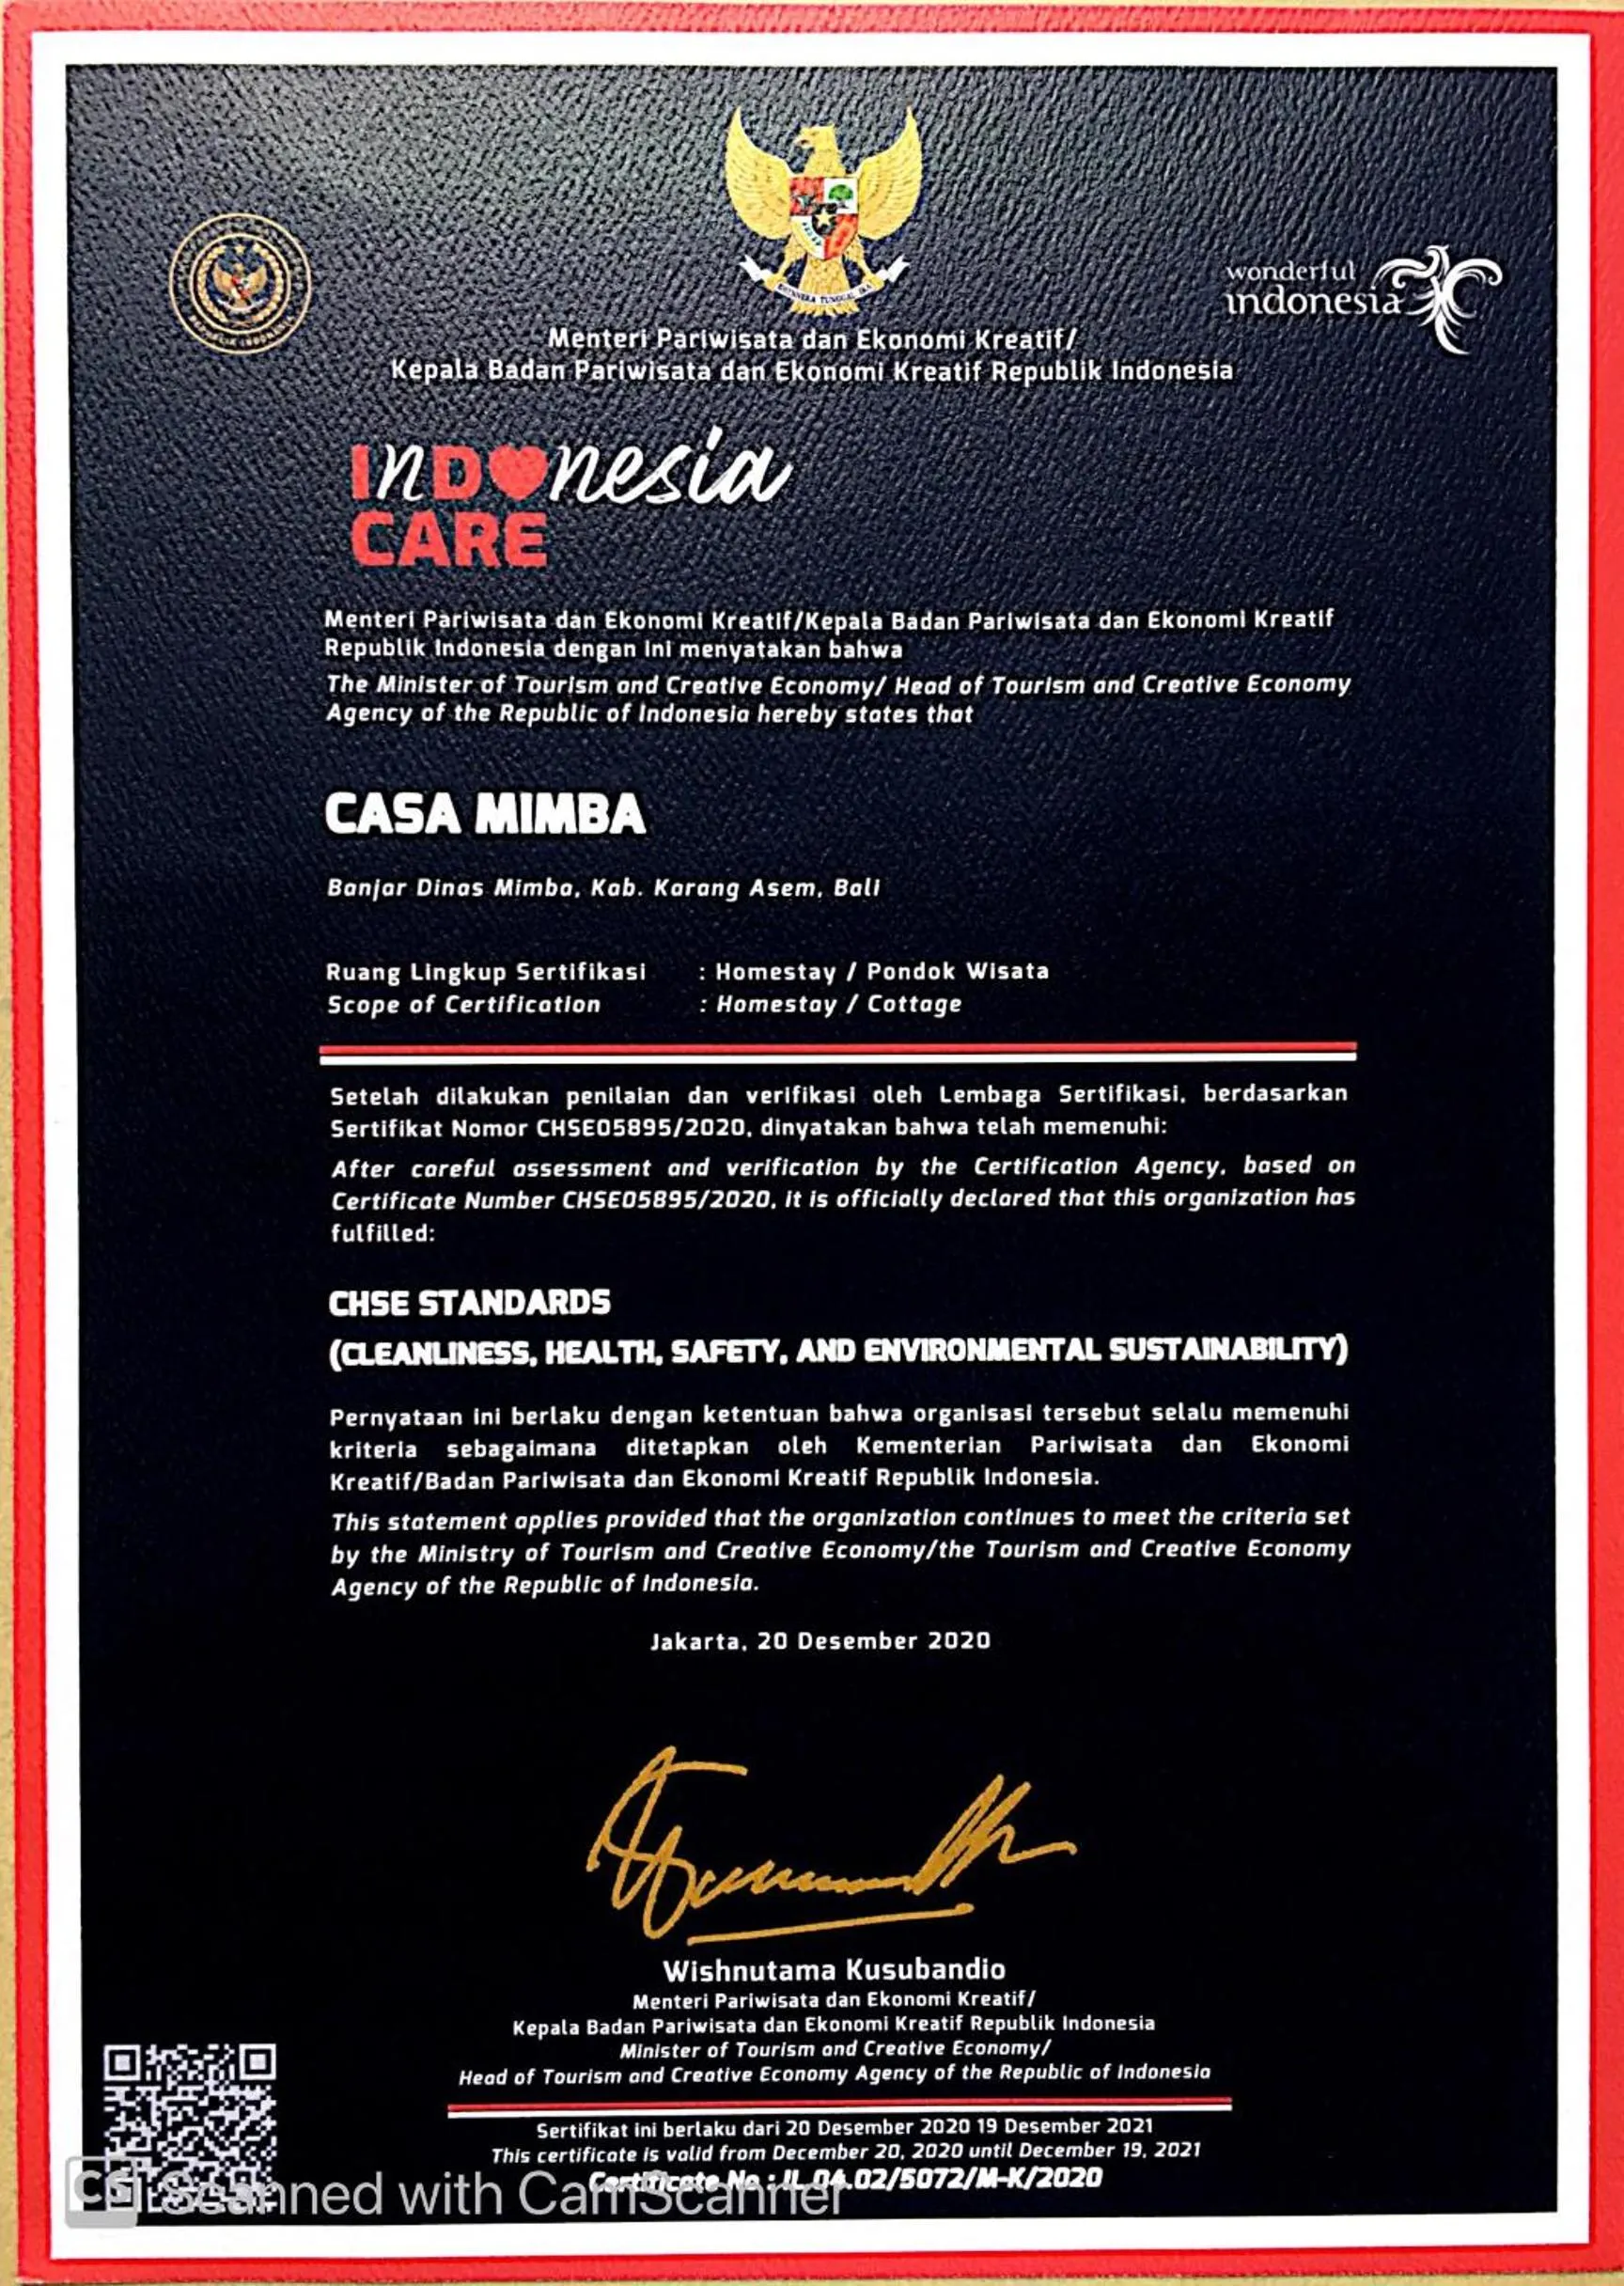 wonderful
indonesia
BHINNEKA TUNGGAL IKA
Menteri Pariwisata dan Ekonomi Kreatif/
Kepala Badan Pariwisata dan Ekonomi Kreatif Republik Indonesia
INDONESIA
CARE
Menteri Pariwisata dan Ekonomi Kreatif/Kepala Badan Pariwisata dan Ekonomi Kreatif
Republik Indonesia dengan ini menyatakan bahwa
The Minister of Tourism and Creative Economy/ Head of Tourism and Creative Economy
Agency of the Republic of Indonesia hereby states that
CASA MIMBA
Banjar Dinas Mimba, Kab. Karang Asem, Bali
Ruang Lingkup Sertifikasi : Homestay / Pondok Wisata
Scope of Certification : Homestay / Cottage
Setelah dilakukan penilaian dan verifikasi oleh Lembaga Sertifikasi, berdasarkan
Sertifikat Nomor CHSE05895/2020, dinyatakan bahwa telah memenuhi:
After careful assessment and verification by the Certification Agency, based on
Certificate Number CHSE05895/2020, it is officially declared that this organization has
fulfilled:
CHSE STANDARDS
(CLEANLINESS, HEALTH, SAFETY, AND ENVIRONMENTAL SUSTAINABILITY)
Pernyataan ini berlaku dengan ketentuan bahwa organisasi tersebut selalu memenuhi
kriteria sebagaimana ditetapkan oleh Kementerian Pariwisata dan Ekonomi
Kreatif/Badan Pariwisata dan Ekonomi Kreatif Republik Indonesia.
This statement applies provided that the organization continues to meet the criteria set
by the Ministry of Tourism and Creative Economy/the Tourism and Creative Economy
Agency of the Republic of Indonesia.
Jakarta, 20 Desember 2020
Wishnutama Kusubandio
Menteri Pariwisata dan Ekonomi Kreatif/
Kepala Badan Pariwisata dan Ekonomi Kreatif Republik Indonesia
Minister of Tourism and Creative Economy/
Head of Tourism and Creative Economy Agency of the Republic of Indonesia
Sertifikat ini berlaku dari 20 Desember 2020 19 Desember 2021
This certificate is valid from December 20, 2020 until December 19, 2021
Certificate No : IL.04.02/5072/M-K/2020
CS Scanned with CamScanner